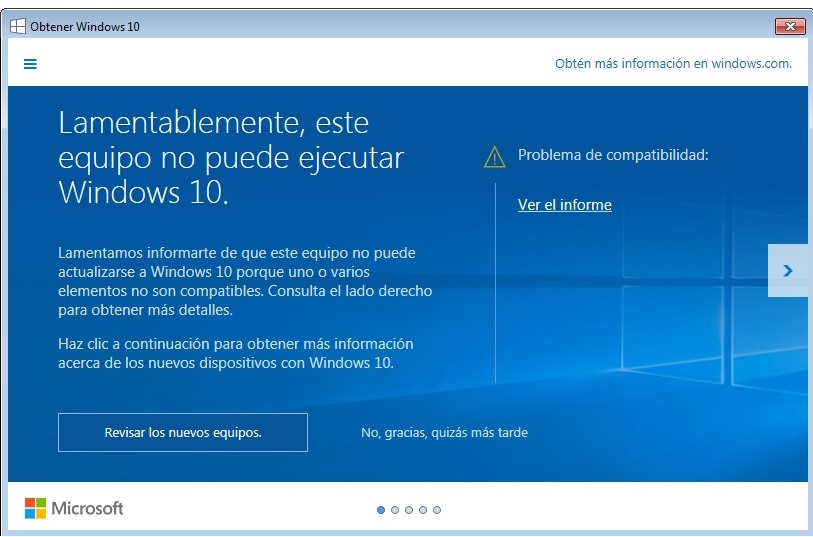 Obtener Windows 10
Obtén más información en windows.com.
Lamentablemente, este
equipo no puede ejecutar
Windows 10.
Lamentamos informarte de que este equipo no puede
actualizarse a Windows 10 porque uno o varios
elementos no son compatibles. Consulta el lado derecho
para obtener más detalles.
Haz clic a continuación para obtener más información
acerca de los nuevos dispositivos con Windows 10.
Problema de compatibilidad:
Ver el informe
Revisar los nuevos equipos.
No, gracias, quizás más tarde
Microsoft